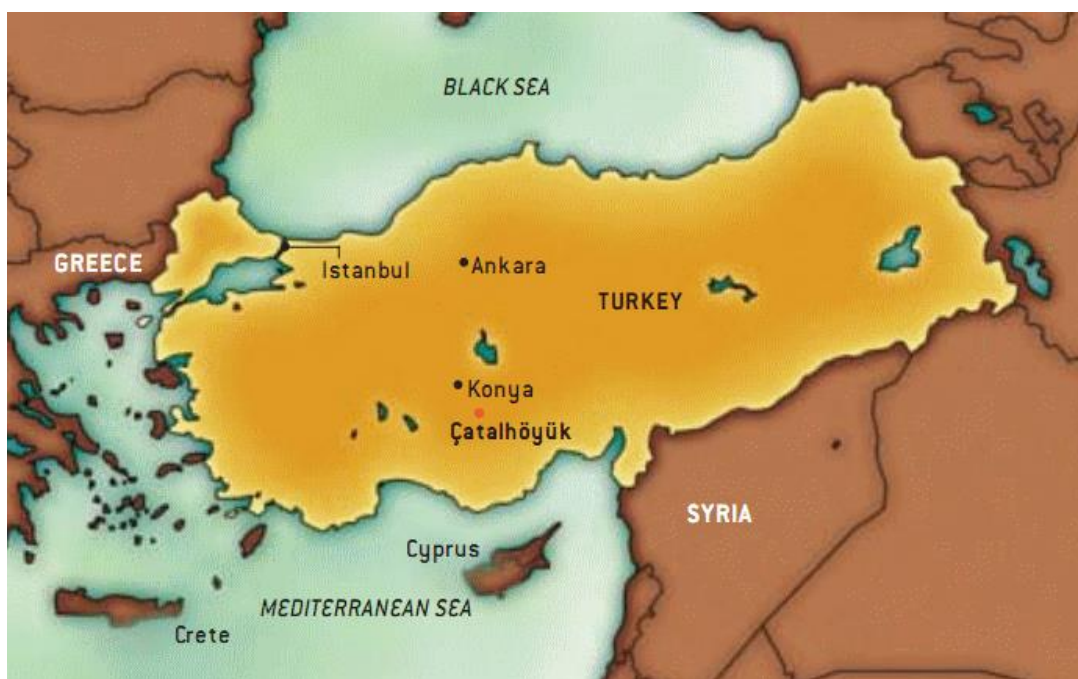 BLACK SEA
GREECE
Istanbul
Ankara
TURKEY
Konya
Çatalhöyük
SYRIA
Cyprus
MEDITERRANEAN SEA
Crete